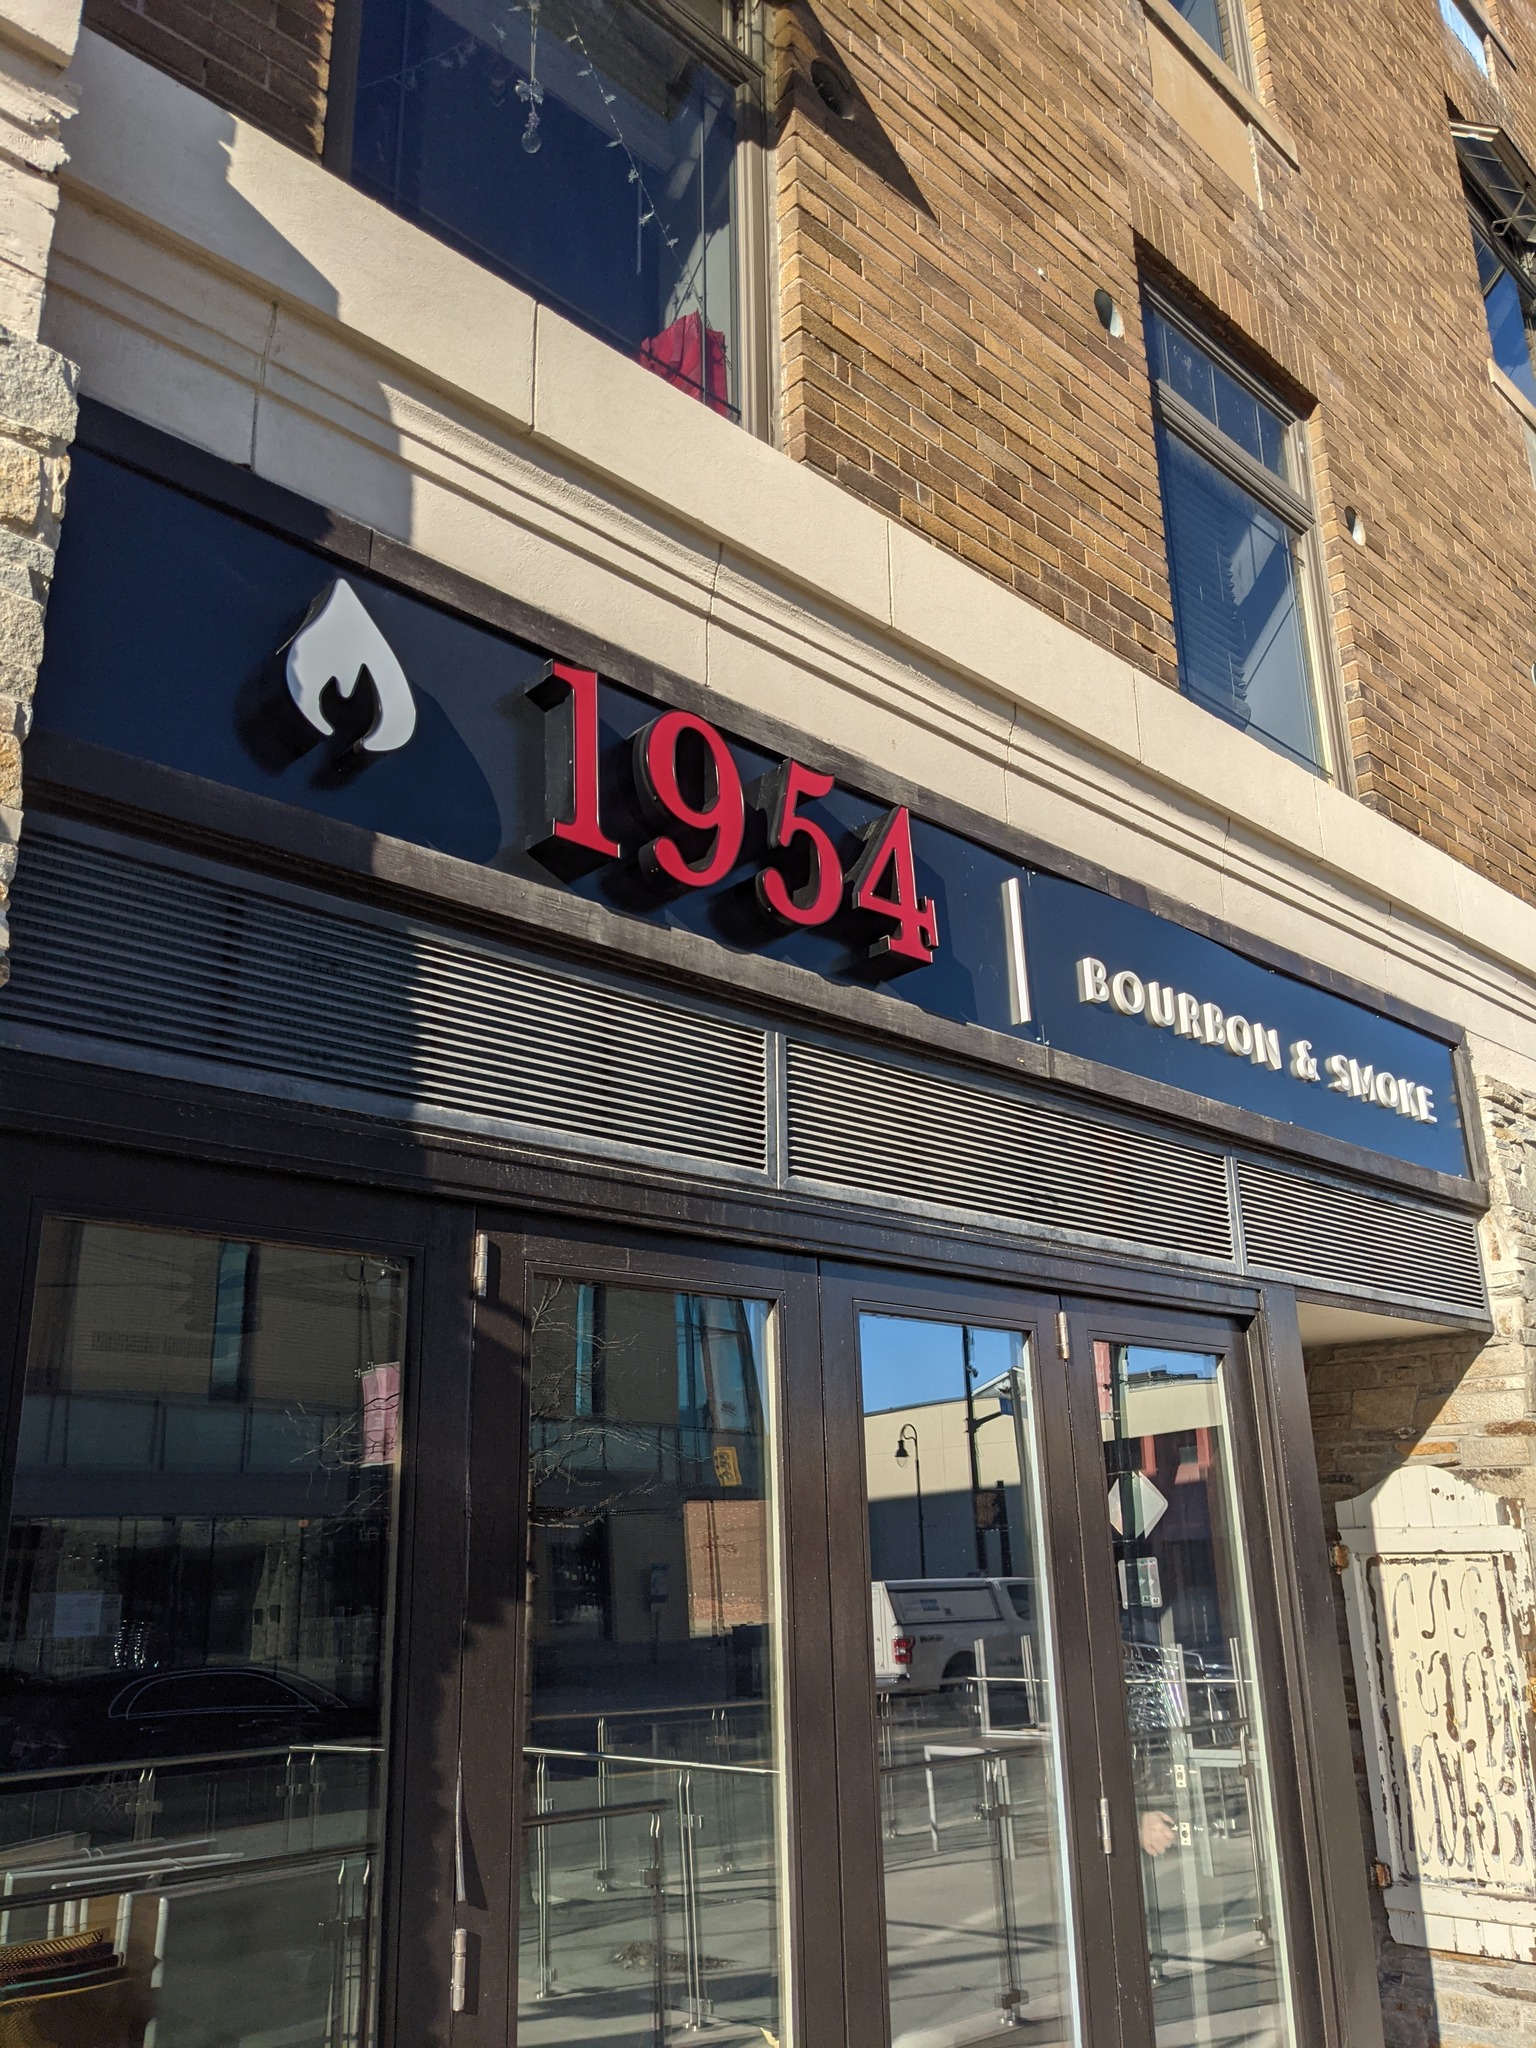 1954 | BOURBON & SMOKE